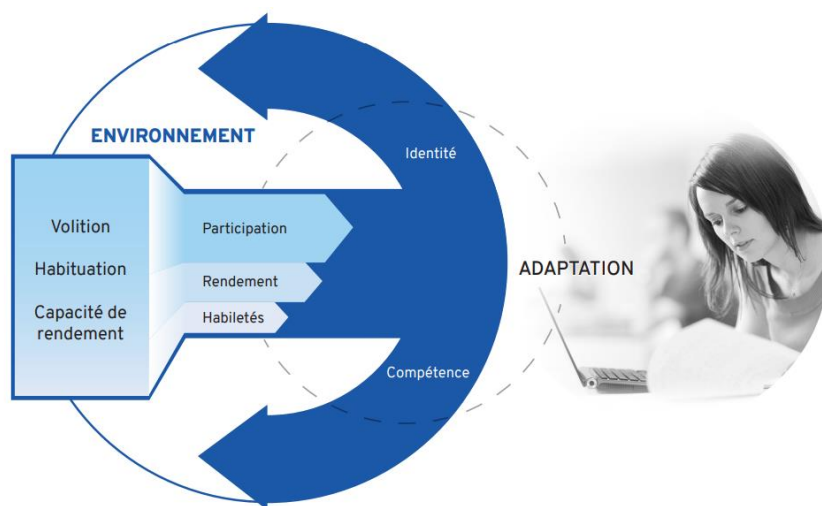 ENVIRONNEMENT
Identité
Volition
Habituation
Capacité de
rendement
Participation
Rendement
Habiletés
ADAPTATION
Compétence